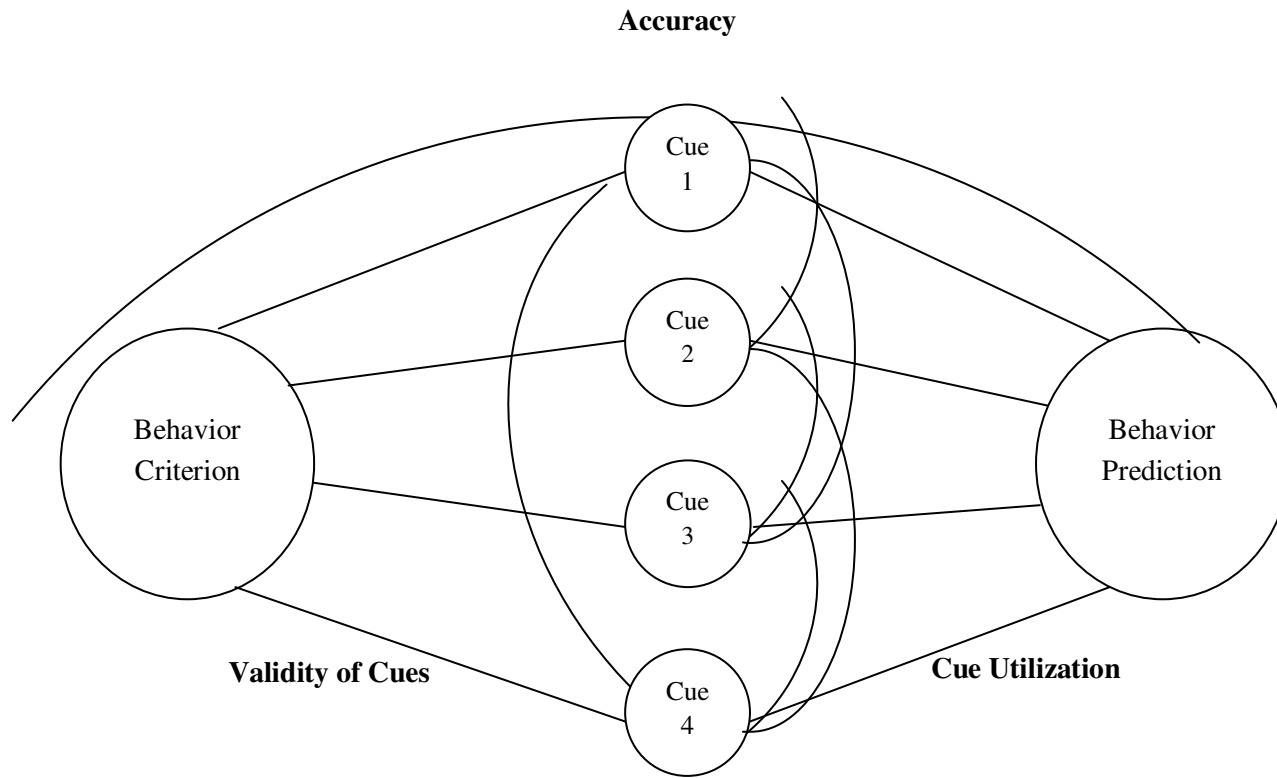 Accuracy
Cue
1
Cue
2
Behavior
Criterion
Behavior
Prediction
Cue
3
Validity of Cues
Cue Utilization
Cue
4